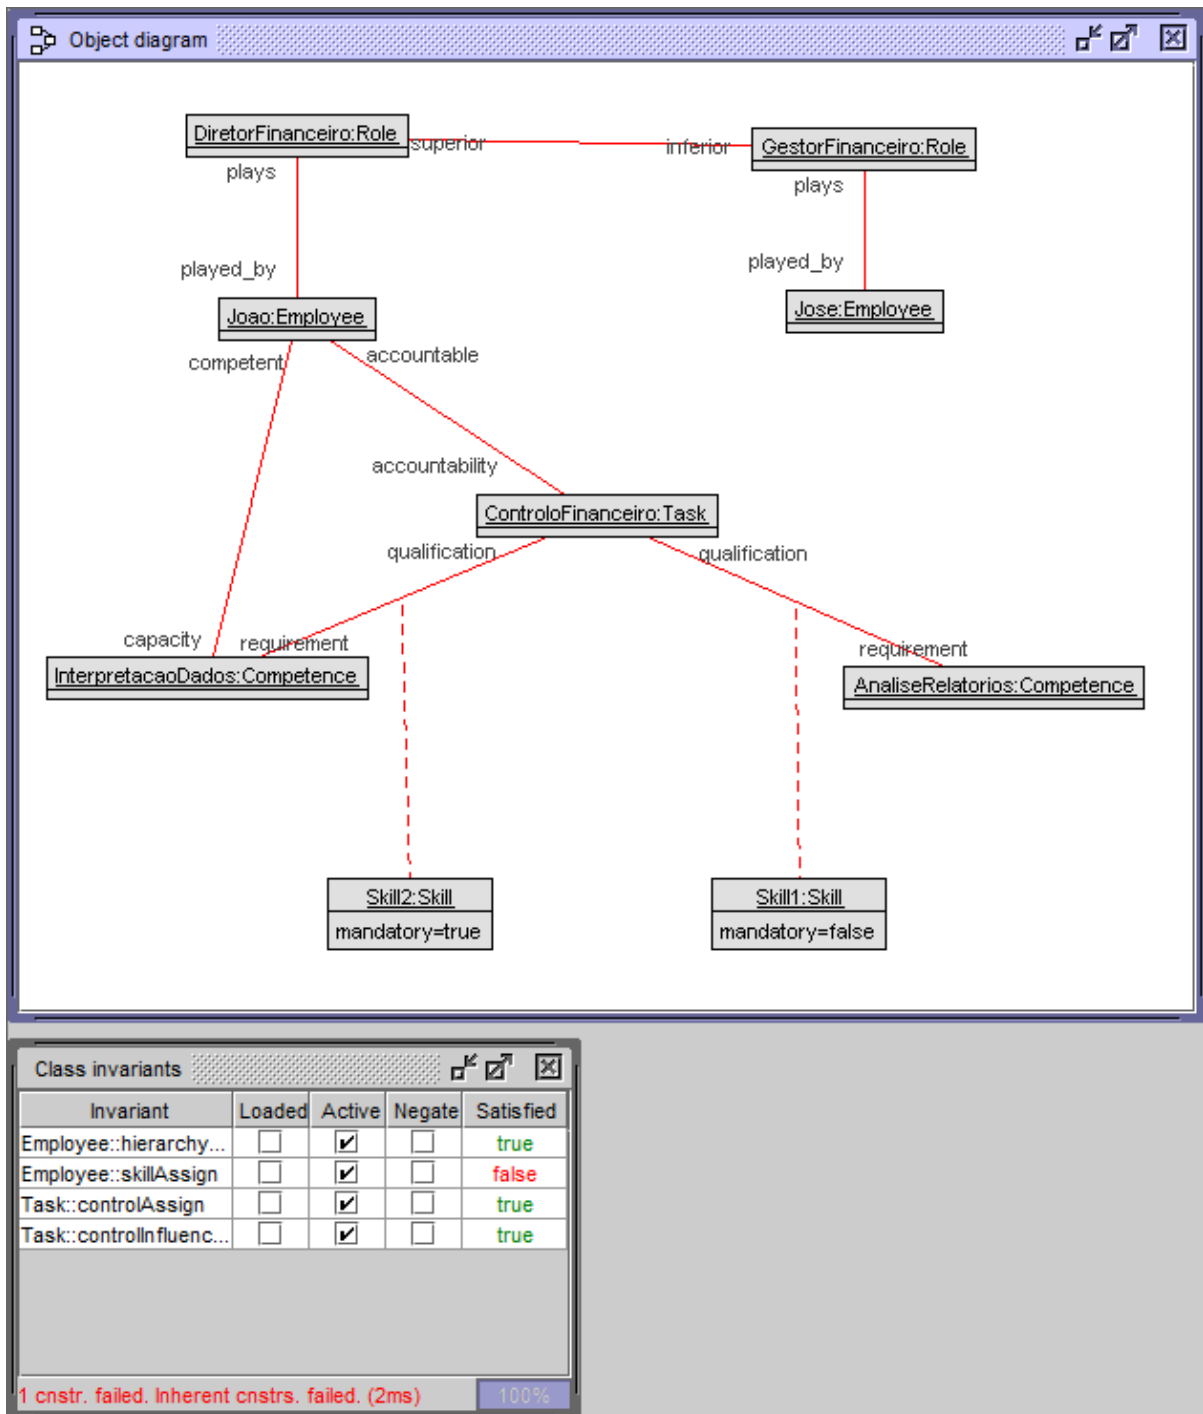 Object diagram
DiretorFinanceiro:Role
superior
inferior
GestorFinanceiro:Role
plays
plays
played_by
played_by
Joao:Employee
Jose:Employee
competent
accountable
accountability
ControloFinanceiro:Task
qualification
qualification
capacity
requirement
requirement
InterpretacaoDados:Competence
AnaliseRelatorios:Competence
Skill2:Skill
mandatory=true
Skill1:Skill
mandatory=false
Class invariants
Invariant Loaded Active Negate Satisfied
Employee::hierarchy... true
Employee::skillAssign false
Task::controlAssign true
Task::controlInfluenc... true
1 cnstr. failed. Inherent cnstrs. failed. (2ms) 100%